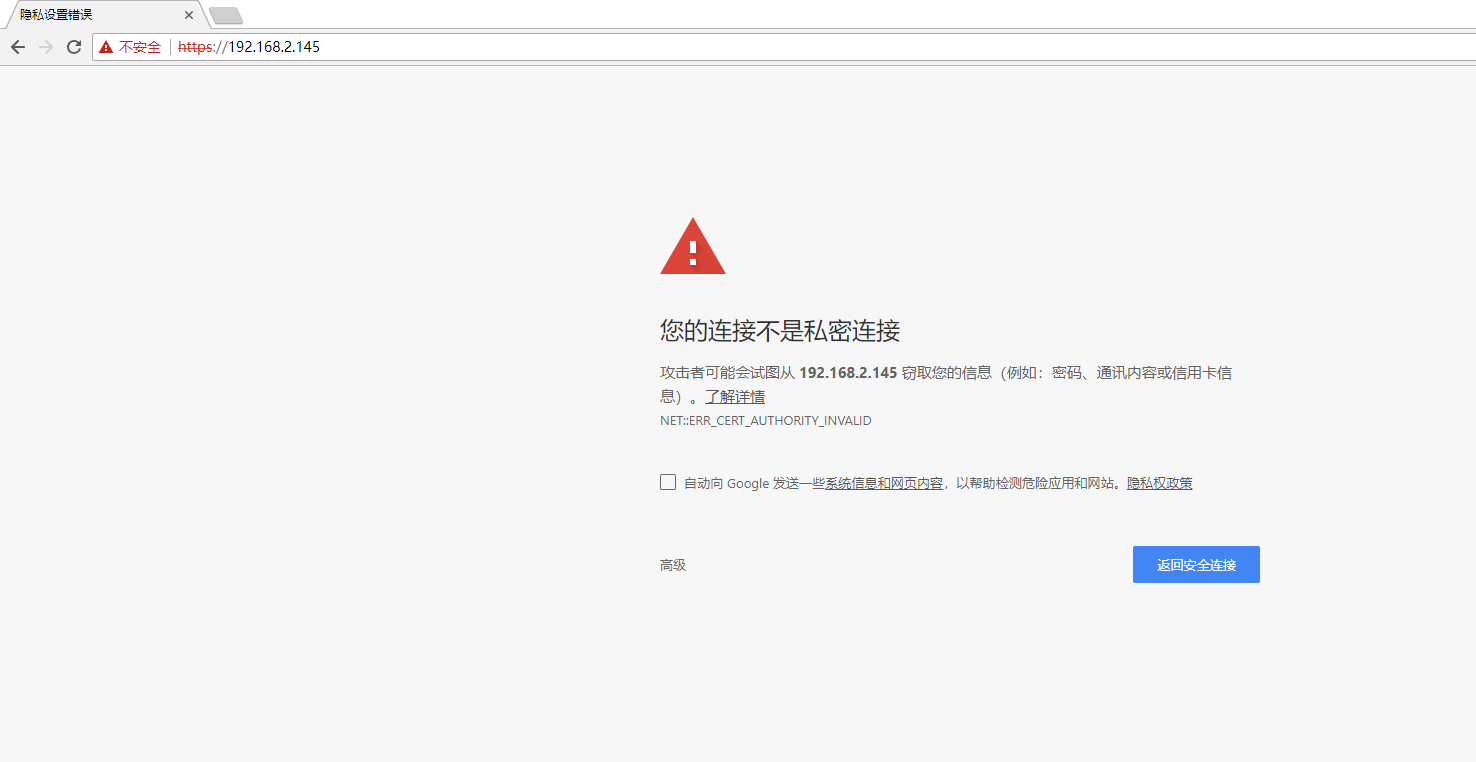 隐私设置错误
不安全 https://192.168.2.145
您的连接不是私密连接
攻击者可能会试图从 192.168.2.145 窃取您的信息（例如：密码、通讯内容或信用卡信
息）。了解详情
NET::ERR_CERT_AUTHORITY_INVALID
自动向 Google 发送一些系统信息和网页内容，以帮助检测危险应用和网站。隐私权政策
高级 返回安全连接